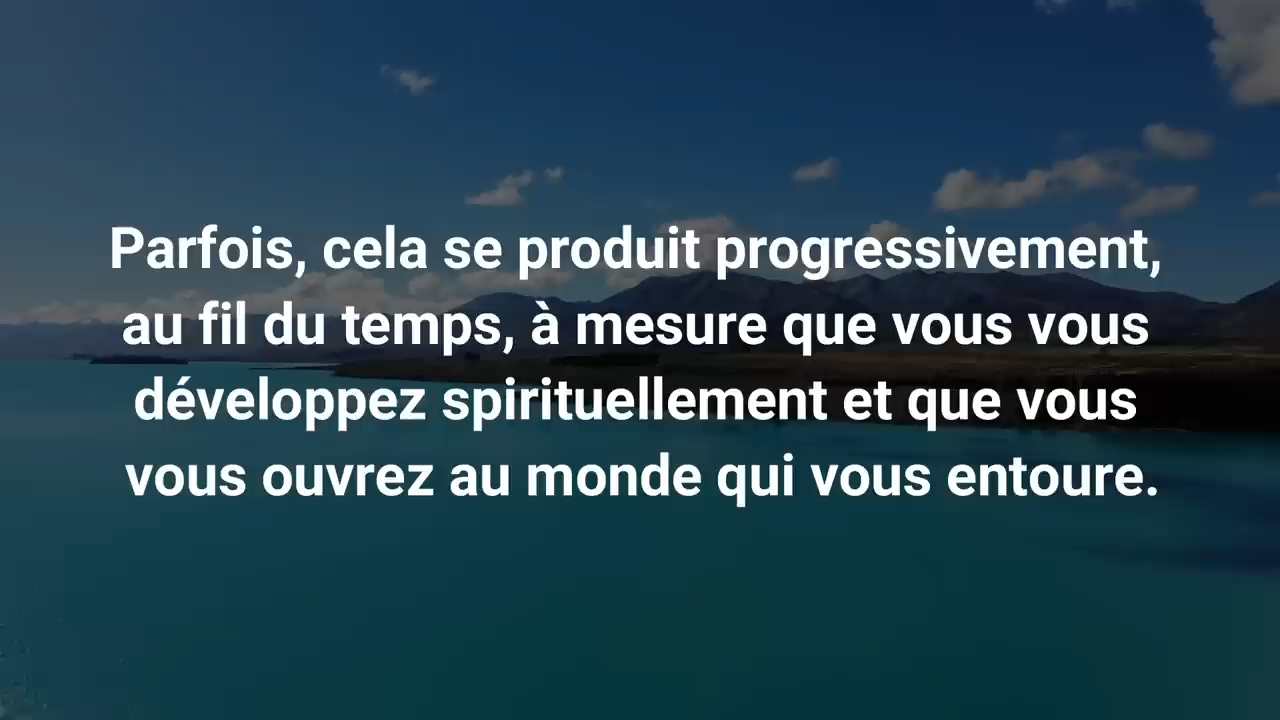 Parfois, cela se produit progressivement,
au fil du temps, à mesure que vous vous
développez spirituellement et que vous
vous ouvrez au monde qui vous entoure.